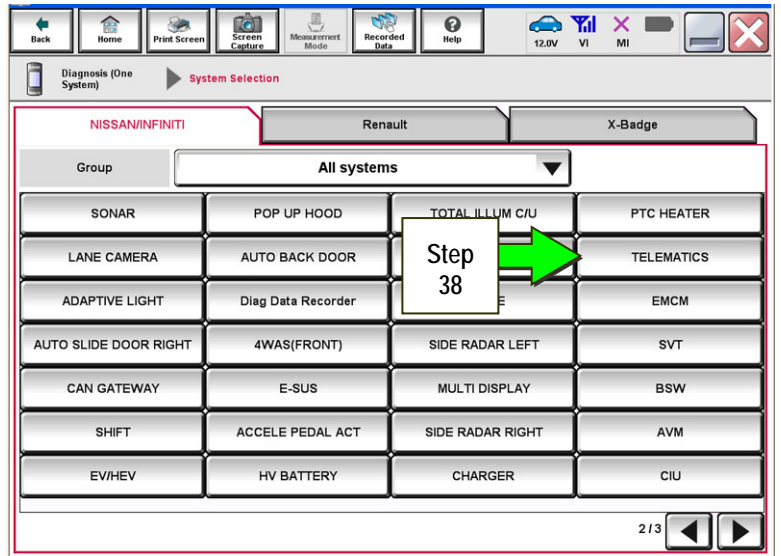 Back
Home
Print Screen
Screen
Capture
Measurement
Mode
Recorded
Data
Help
12.0V
VI
MI
Diagnosis (One
System)
System Selection
NISSAN/INFINITI
Renault
X-Badge
Group
All systems
SONAR
POP UP HOOD
TOTAL ILLUM C/U
PTC HEATER
LANE CAMERA
AUTO BACK DOOR
Step
38
TELEMATICS
ADAPTIVE LIGHT
Diag Data Recorder
E
EMCM
AUTO SLIDE DOOR RIGHT
4WAS(FRONT)
SIDE RADAR LEFT
SVT
CAN GATEWAY
E-SUS
MULTI DISPLAY
BSW
SHIFT
ACCELE PEDAL ACT
SIDE RADAR RIGHT
AVM
EV/HEV
HV BATTERY
CHARGER
CIU
2/3